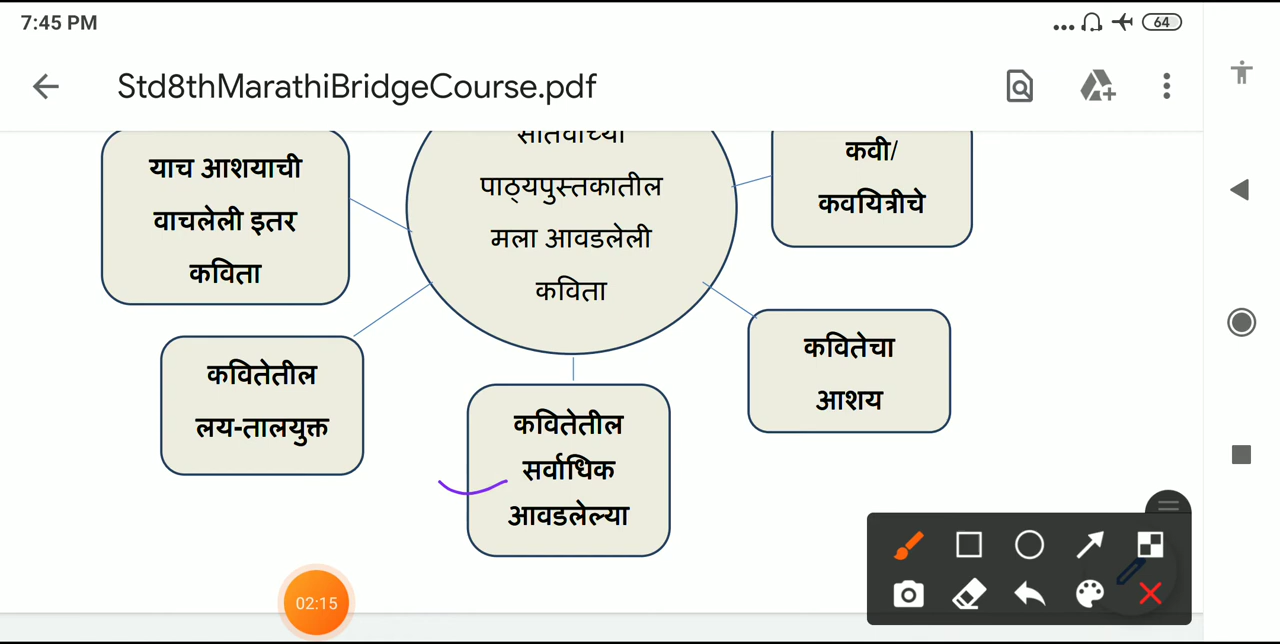 7:45 PM
64
Std8thMarathiBridgeCourse.pdf
याच आशयाची
वाचलेली इतर
कविता
सातवीच्या
पाठ्यपुस्तकातील
मला आवडलेली
कविता
कवी/
कवयित्रीचे
कवितेतील
लय-तालयुक्त
कवितेतील
सर्वाधिक
आवडलेल्या
कवितेचा
आशय
02:15